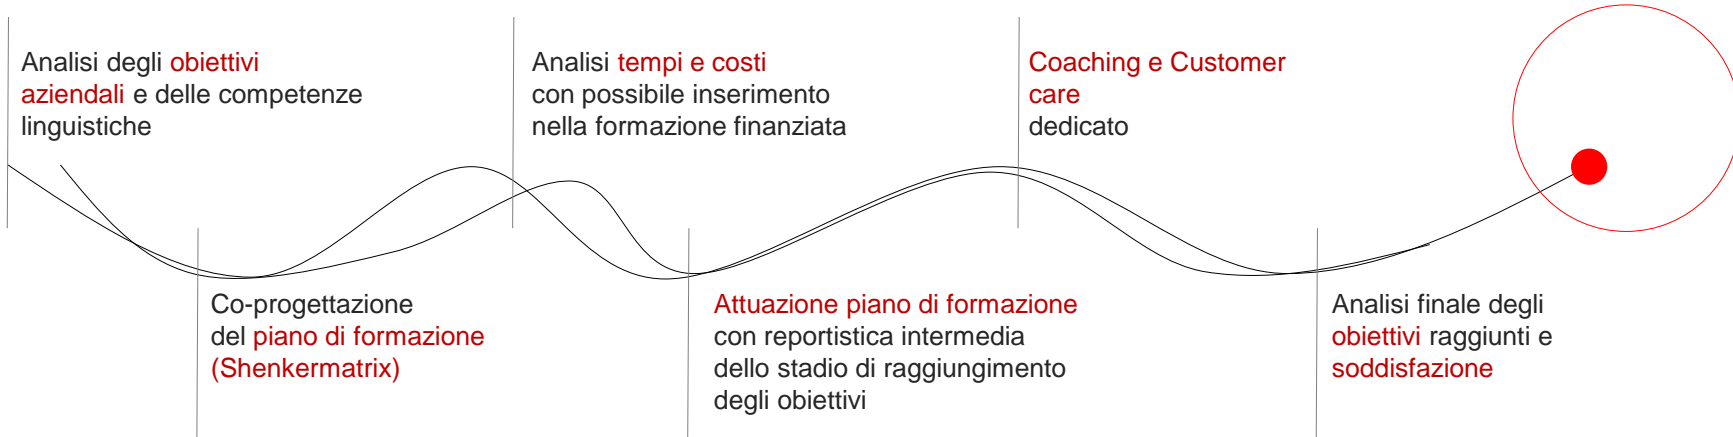 Analisi degli obiettivi
aziendali e delle competenze
linguistiche
Co-progettazione
del piano di formazione
(Shenkermatrix)
Analisi tempi e costi
con possibile inserimento
nella formazione finanziata
Attuazione piano di formazione
con reportistica intermedia
dello stadio di raggiungimento
degli obiettivi
Coaching e Customer
care
dedicato
Analisi finale degli
obiettivi raggiunti e
soddisfazione